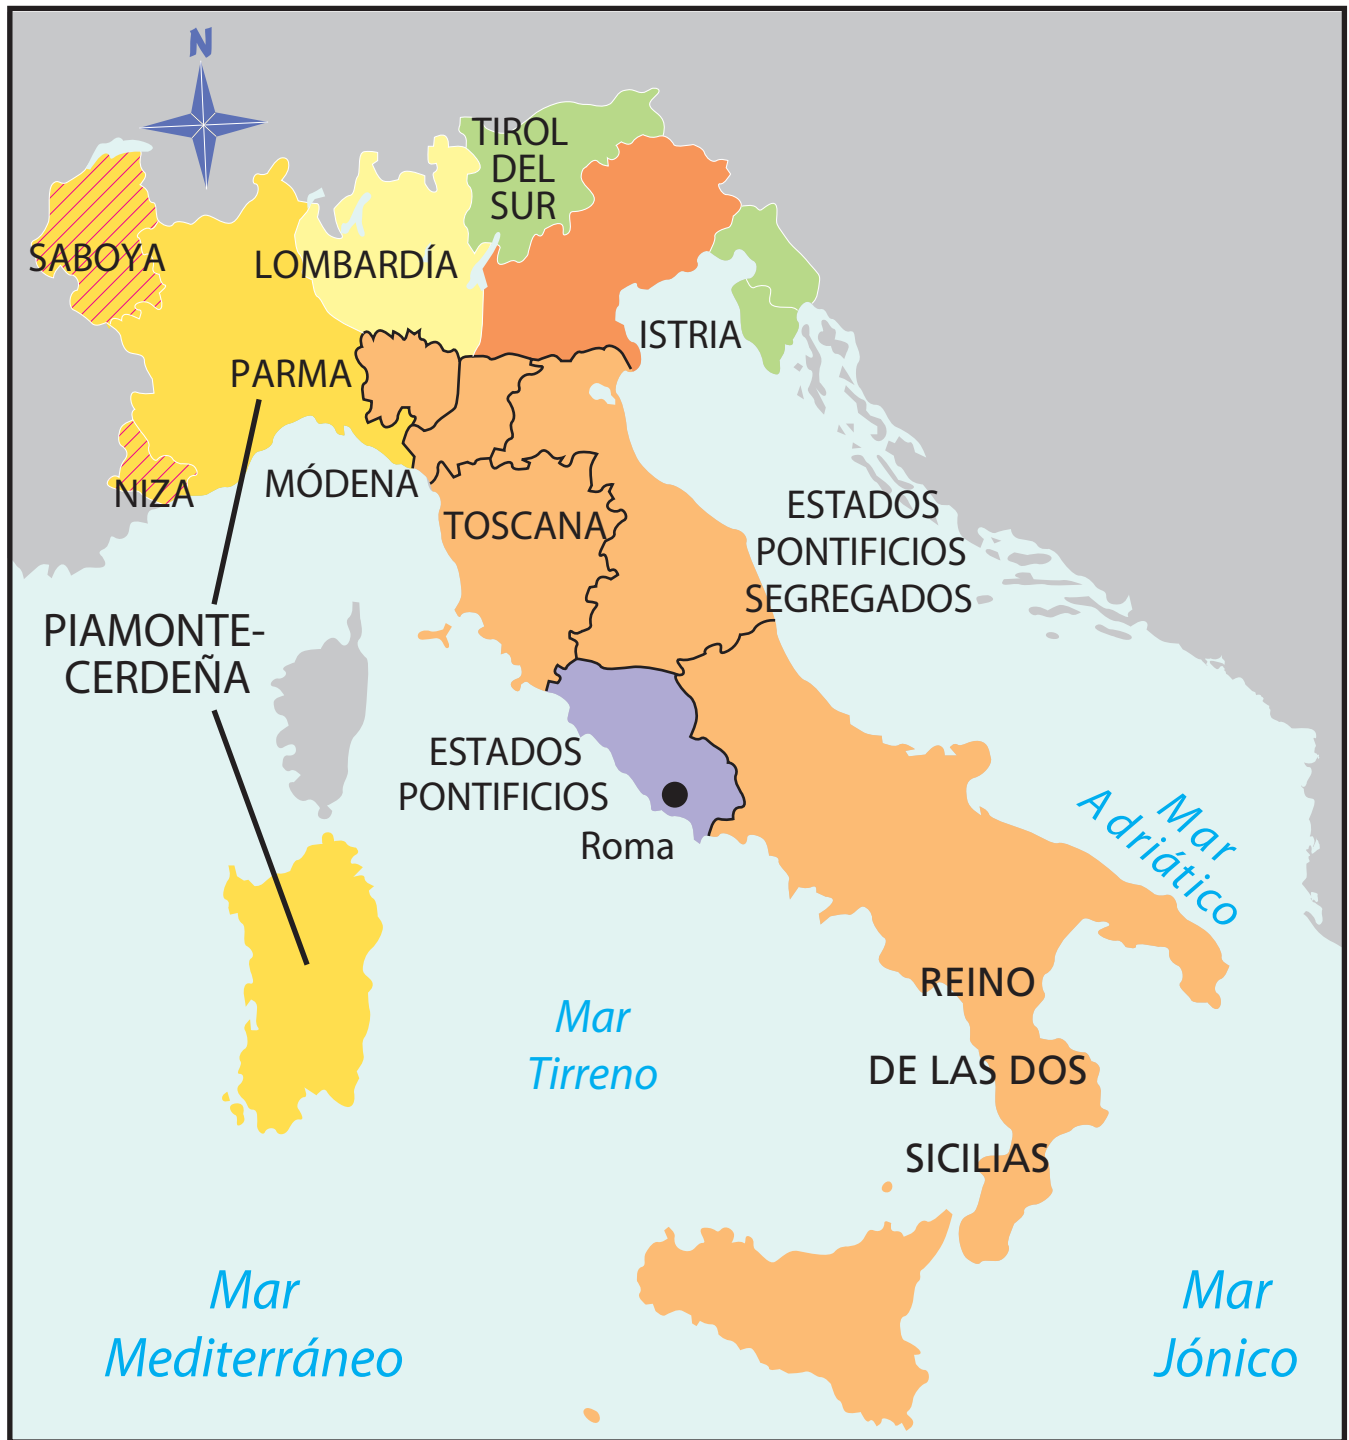 N
TIROL
DEL
SUR
SABOYA
LOMBARDÍA
ISTRIA
PARMA
NIZA
MÓDENA
TOSCANA
ESTADOS
PONTIFICIOS
SEGREGADOS
PIAMONTE-
CERDEÑA
ESTADOS
PONTIFICIOS
Roma
Mar
Adriático
REINO
DE LAS DOS
SICILIAS
Mar
Tirreno
Mar
Mediterráneo
Mar
Jónico